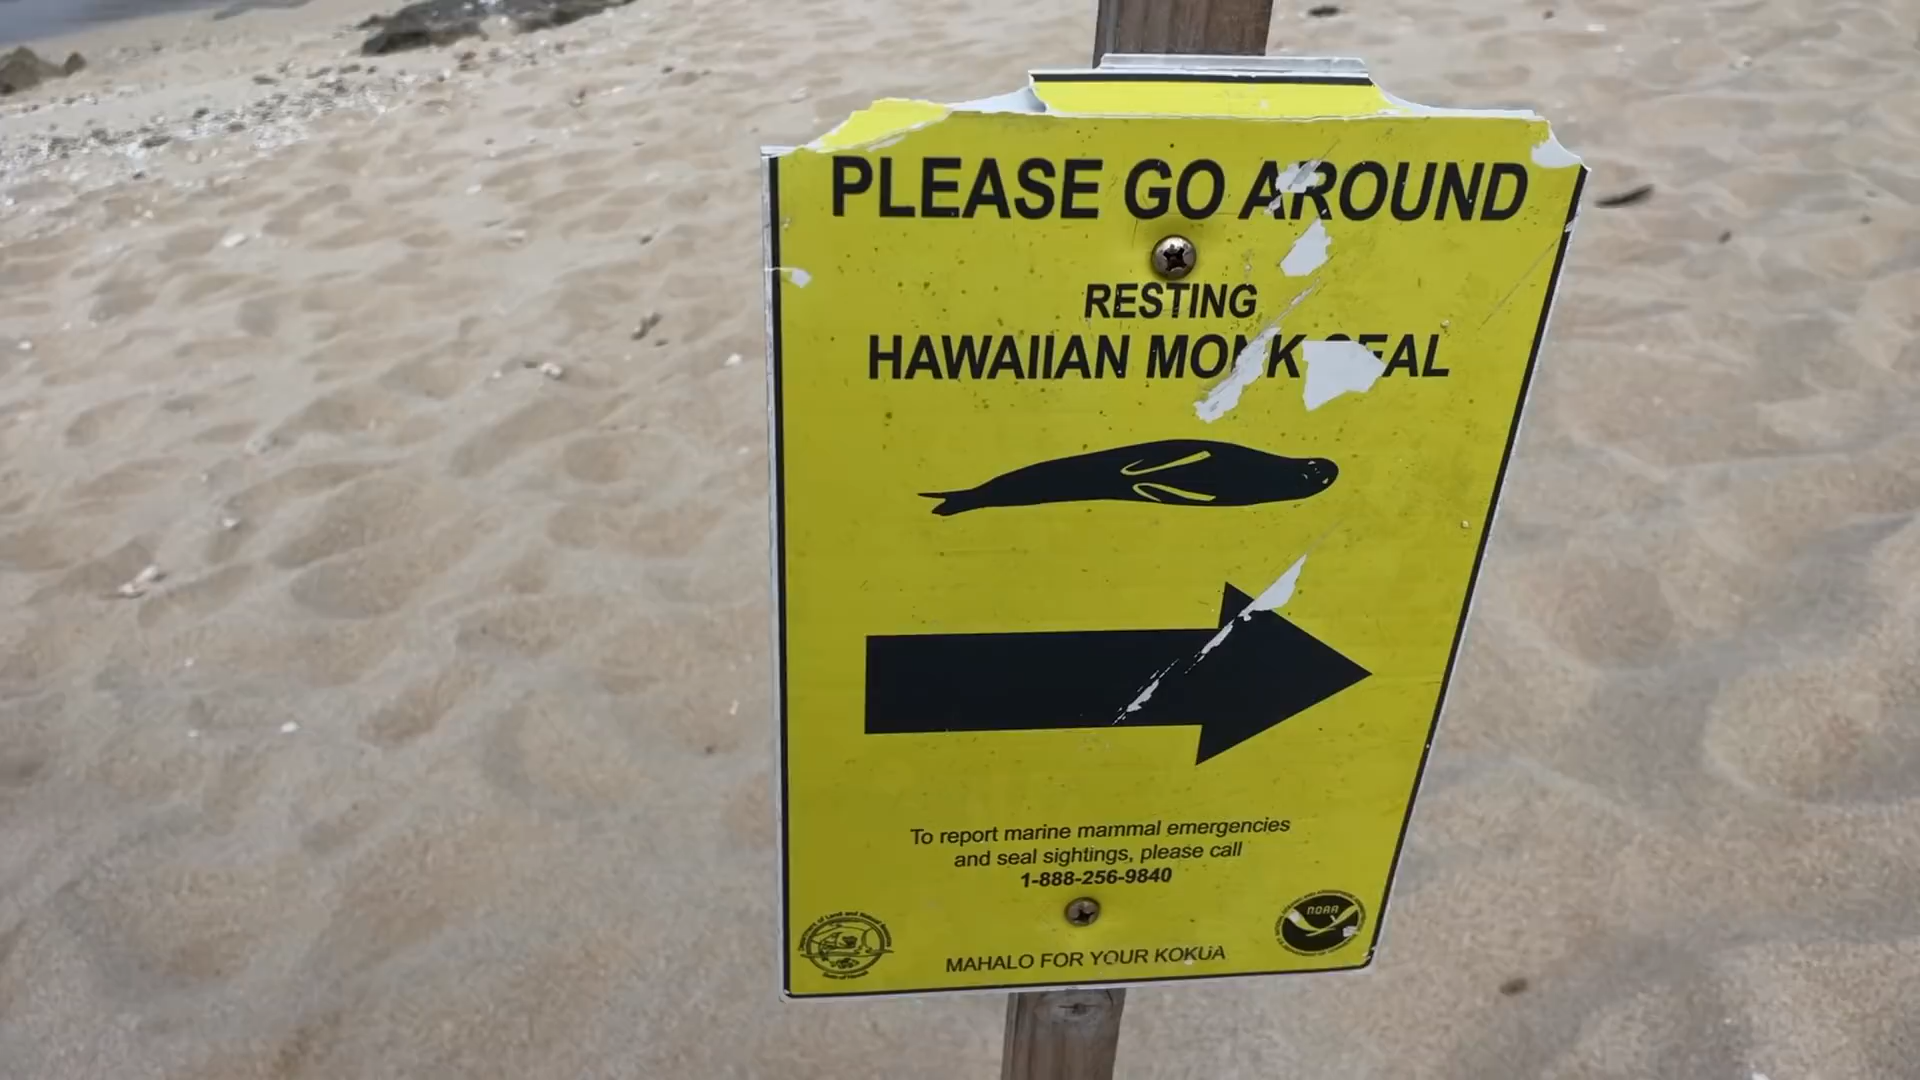 PLEASE GO AROUND
RESTING
HAWAIIAN MONK SEAL
To report marine mammal emergencies
and seal sightings, please call
1-888-256-9840
NOAA
MAHALO FOR YOUR KOKUA